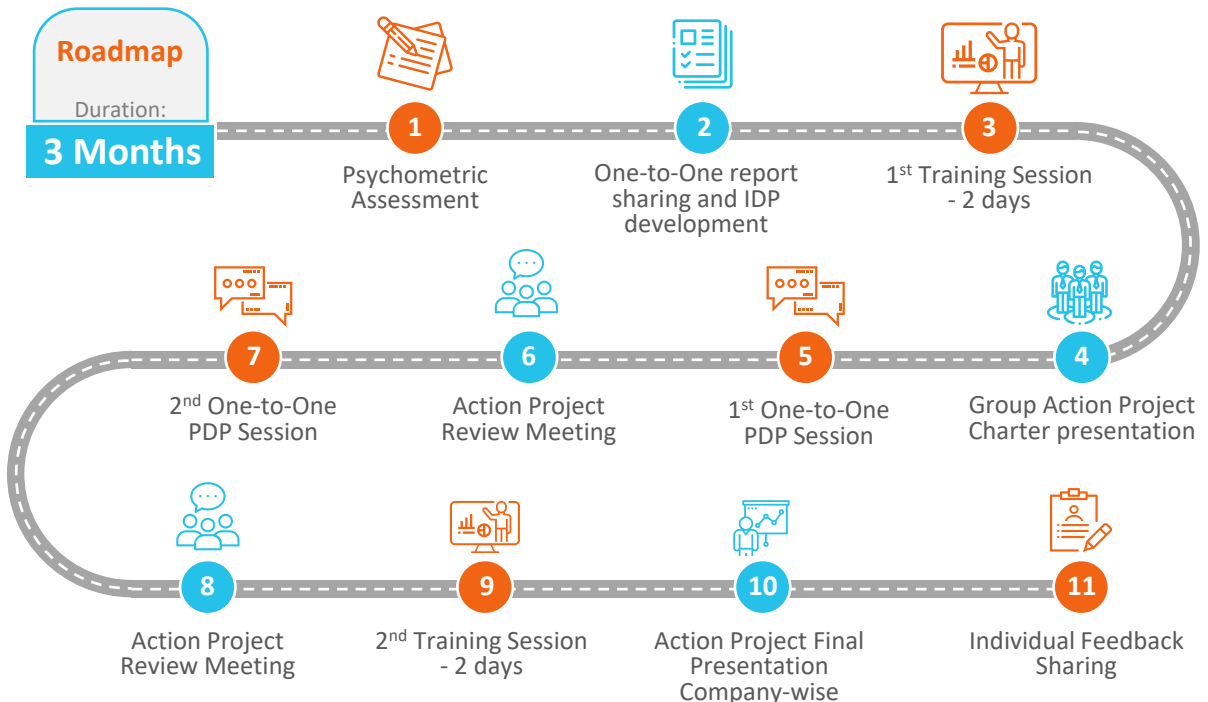 Roadmap
Duration:
3 Months
1
Psychometric
Assessment
2
One-to-One report
sharing and IDP
development
3
1st Training Session
- 2 days
4
Group Action Project
Charter presentation
5
1st One-to-One
PDP Session
6
Action Project
Review Meeting
7
2nd One-to-One
PDP Session
8
Action Project
Review Meeting
9
2nd Training Session
- 2 days
10
Action Project Final
Presentation
Company-wise
11
Individual Feedback
Sharing